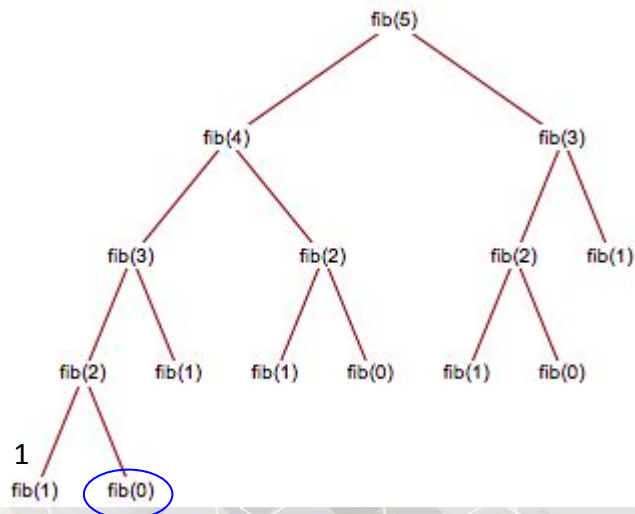 fib(5)
fib(4) fib(3)
fib(3) fib(2) fib(2) fib(1)
fib(2) fib(1) fib(1) fib(0) fib(1) fib(0)
1
fib(1) fib(0)